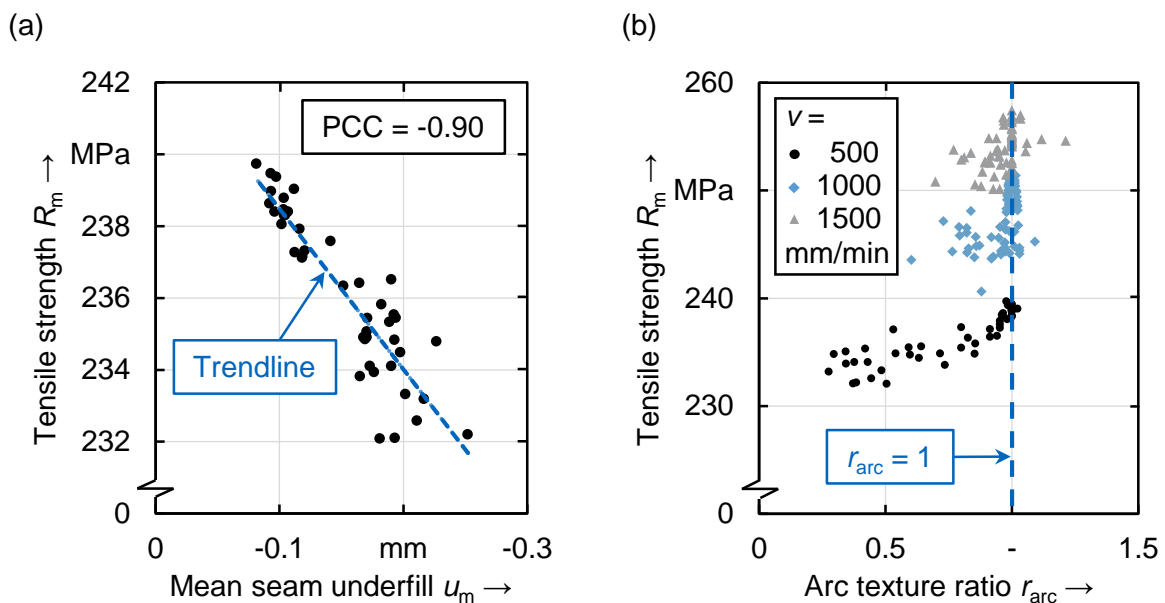 (a)
242
MPa
238
236
234
232
0
Tensile strength Rm →
PCC = -0.90
Trendline
0
-0.1
mm
-0.3
Mean seam underfill um →
(b)
260
MPa
240
230
0
Tensile strength Rm →
v =
500
1000
1500
mm/min
rarc = 1
0
0.5
-
1.5
Arc texture ratio rarc →